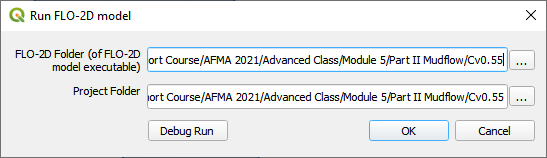 Run FLO-2D model
FLO-2D Folder (of FLO-2D
model executable)
ort Course/AFMA 2021/Advanced Class/Module 5/Part II Mudflow/Cv0.55
...
Project Folder
ort Course/AFMA 2021/Advanced Class/Module 5/Part II Mudflow/Cv0.55
...
Debug Run
OK
Cancel